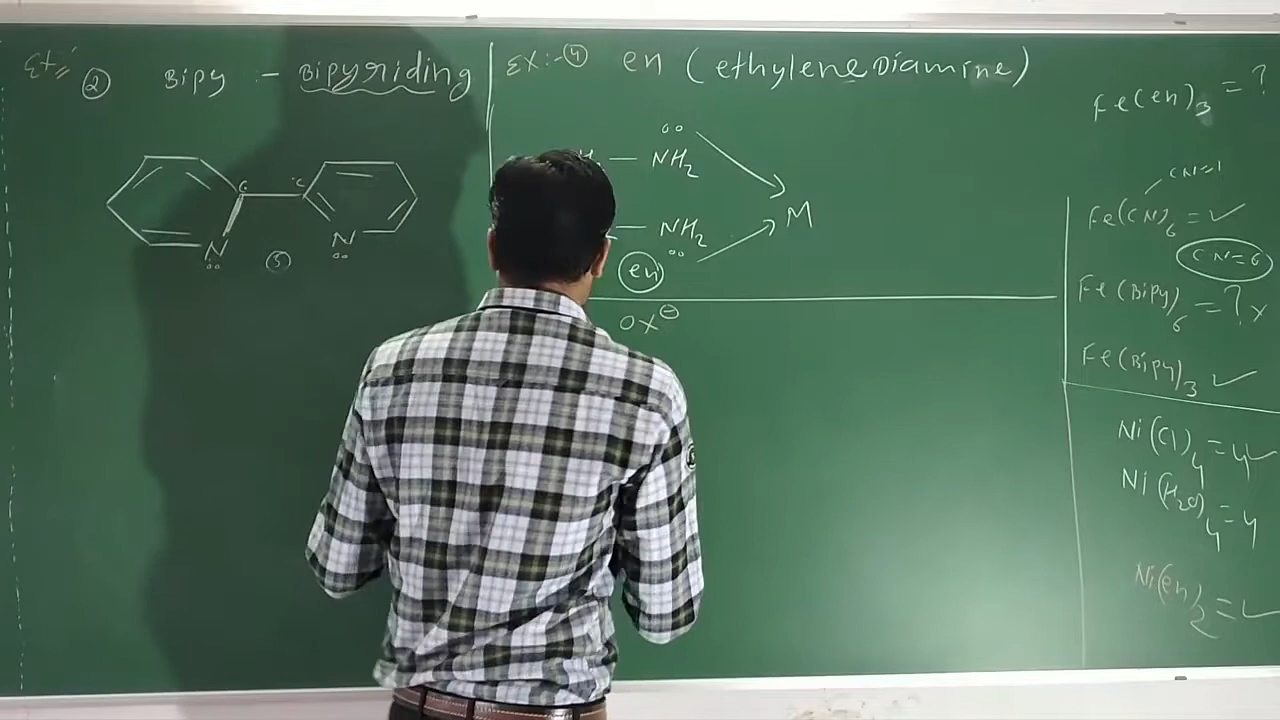 Ex:-
② Bipy :- Bipyriding
C C
N N
③
Ex:-④ en (ethyleneDiamine)
— NH₂
M
— NH₂
en
ox⊖
Fe(en)₃ = ?
CN=1
Fe(CN)₆ = ✓
CN=6
Fe(Bipy)₆ = ? x
Fe(Bipy)₃ ✓
Ni(Cl)₄ = 4 ✓
Ni(H₂O)₄ = 4
Ni(en)₂ = ✓